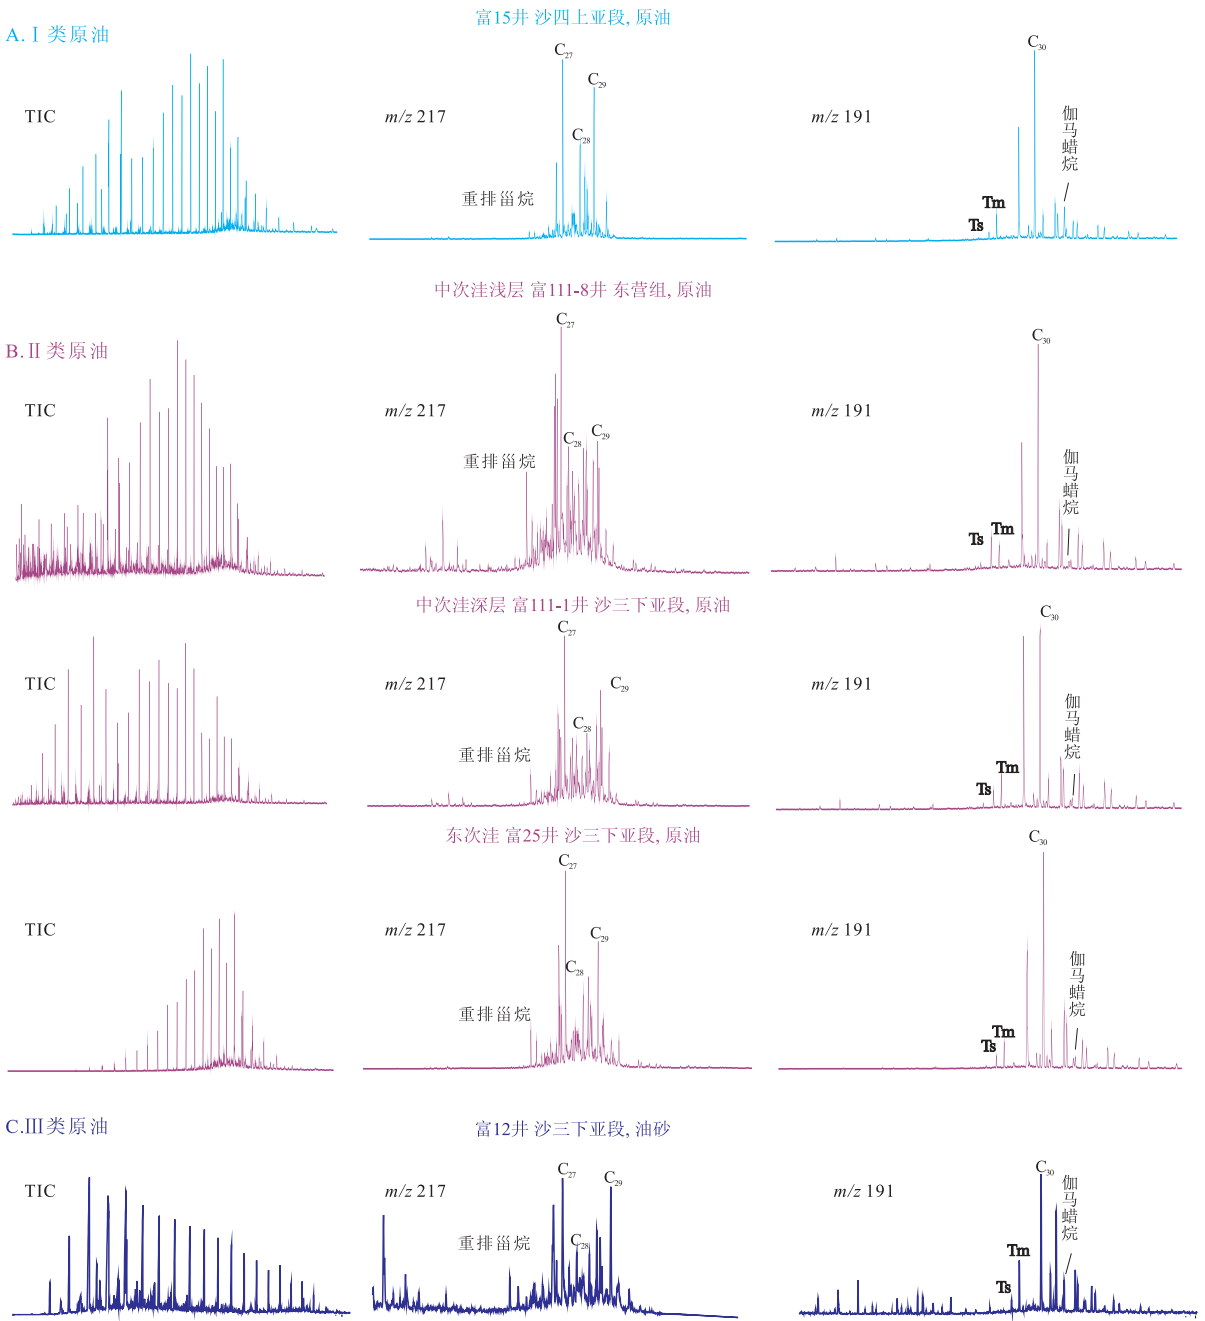 A.Ⅰ类原油
富15井 沙四上亚段, 原油
TIC
m/z 217
重排甾烷
C27
C28
C29
m/z 191
Ts
Tm
C30
伽马蜡烷
中次洼浅层 富111-8井 东营组, 原油
B.Ⅱ类原油
TIC
m/z 217
重排甾烷
C27
C28
C29
m/z 191
Ts
Tm
C30
伽马蜡烷
中次洼深层 富111-1井 沙三下亚段, 原油
TIC
m/z 217
重排甾烷
C27
C28
C29
m/z 191
Ts
Tm
C30
伽马蜡烷
东次洼 富25井 沙三下亚段, 原油
TIC
m/z 217
重排甾烷
C27
C28
C29
m/z 191
Ts
Tm
C30
伽马蜡烷
C.Ⅲ类原油
富12井 沙三下亚段, 油砂
TIC
m/z 217
重排甾烷
C27
C28
C29
m/z 191
Ts
Tm
C30
伽马蜡烷